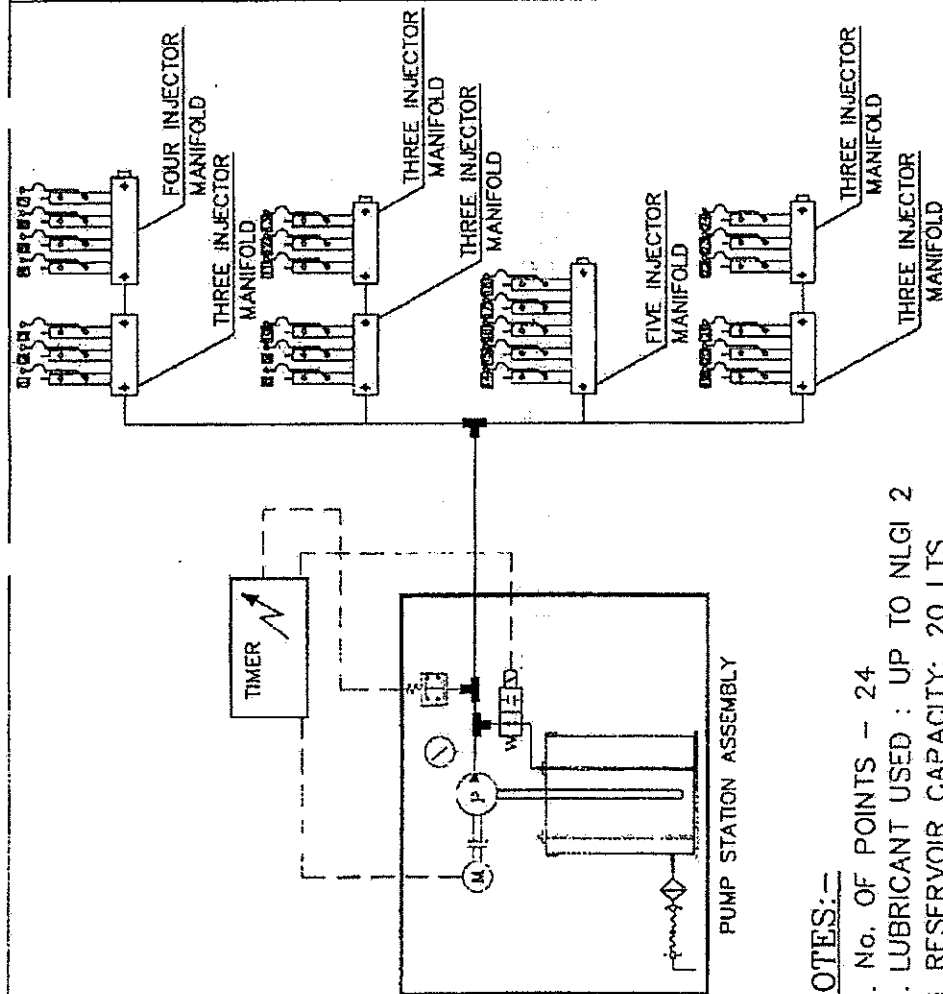 FOUR INJECTOR
MANIFOLD
THREE INJECTOR
MANIFOLD
THREE INJECTOR
MANIFOLD
THREE INJECTOR
MANIFOLD
FIVE INJECTOR
MANIFOLD
THREE INJECTOR
MANIFOLD
THREE INJECTOR
MANIFOLD
TIMER
P
M
W
PUMP STATION ASSEMBLY
OTES:-
. No. OF POINTS - 24
. LUBRICANT USED : UP TO NLGI 2
RESERVOIR CAPACITY: 20 LTS